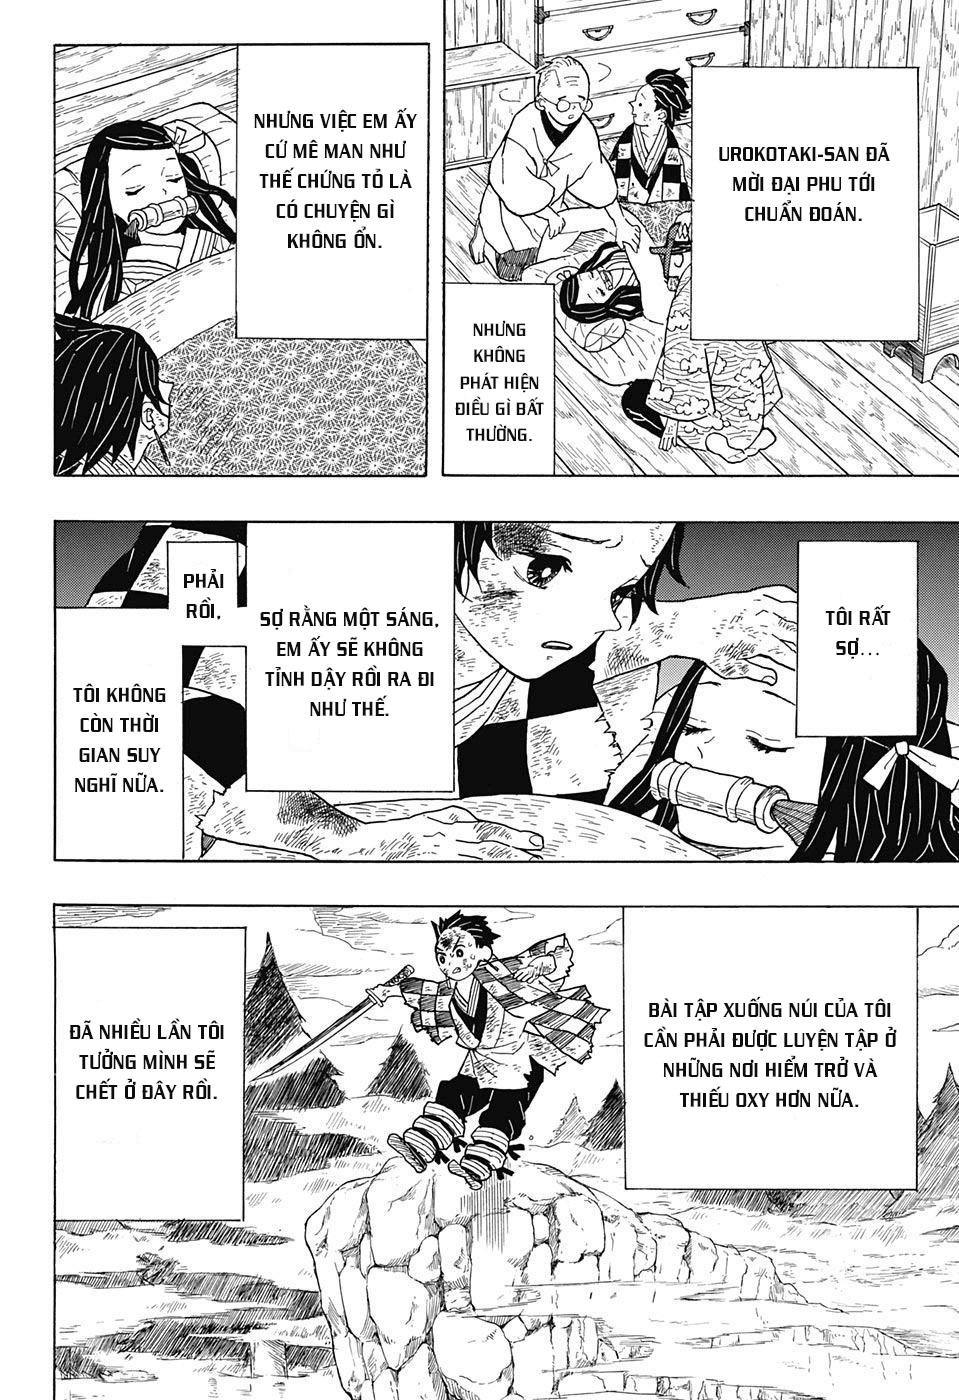 UROKOTAKI-SAN ĐÃ
MỜI ĐẠI PHU TỚI
CHUẨN ĐOÁN.
NHƯNG
KHÔNG
PHÁT HIỆN
ĐIỀU GÌ BẤT
THƯỜNG.
NHƯNG VIỆC EM ẤY
CỨ MÊ MAN NHƯ
THẾ CHỨNG TỎ LÀ
CÓ CHUYỆN GÌ
KHÔNG ỔN.
TÔI RẤT
SỢ...
SỢ RẰNG MỘT SÁNG,
EM ẤY SẼ KHÔNG
TỈNH DẬY RỒI RA ĐI
NHƯ THẾ.
PHẢI
RỒI,
TÔI KHÔNG
CÒN THỜI
GIAN SUY
NGHĨ NỮA.
BÀI TẬP XUỐNG NÚI CỦA TÔI
CẦN PHẢI ĐƯỢC LUYỆN TẬP Ở
NHỮNG NƠI HIỂM TRỞ VÀ
THIẾU OXY HƠN NỮA.
ĐÃ NHIỀU LẦN TÔI
TƯỞNG MÌNH SẼ
CHẾT Ở ĐÂY RỒI.